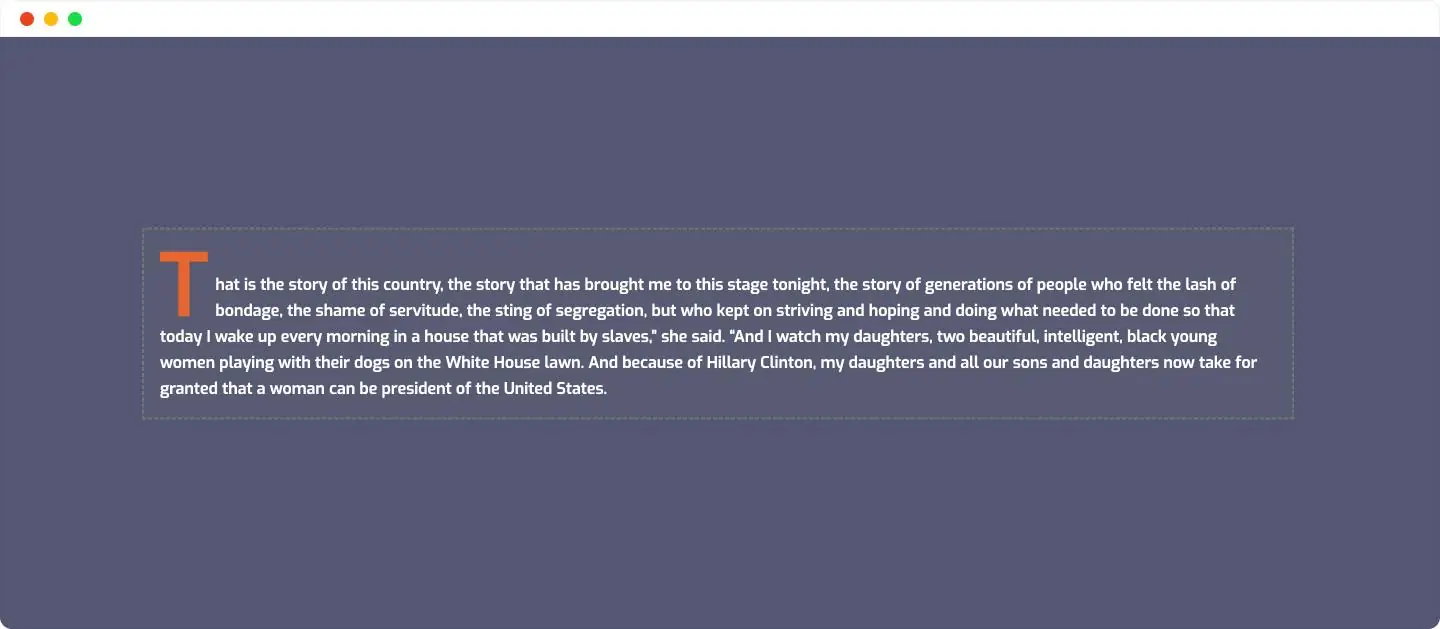 That is the story of this country, the story that has brought me to this stage tonight, the story of generations of people who felt the lash of
bondage, the shame of servitude, the sting of segregation, but who kept on striving and hoping and doing what needed to be done so that
today I wake up every morning in a house that was built by slaves," she said. "And I watch my daughters, two beautiful, intelligent, black young
women playing with their dogs on the White House lawn. And because of Hillary Clinton, my daughters and all our sons and daughters now take for
granted that a woman can be president of the United States.